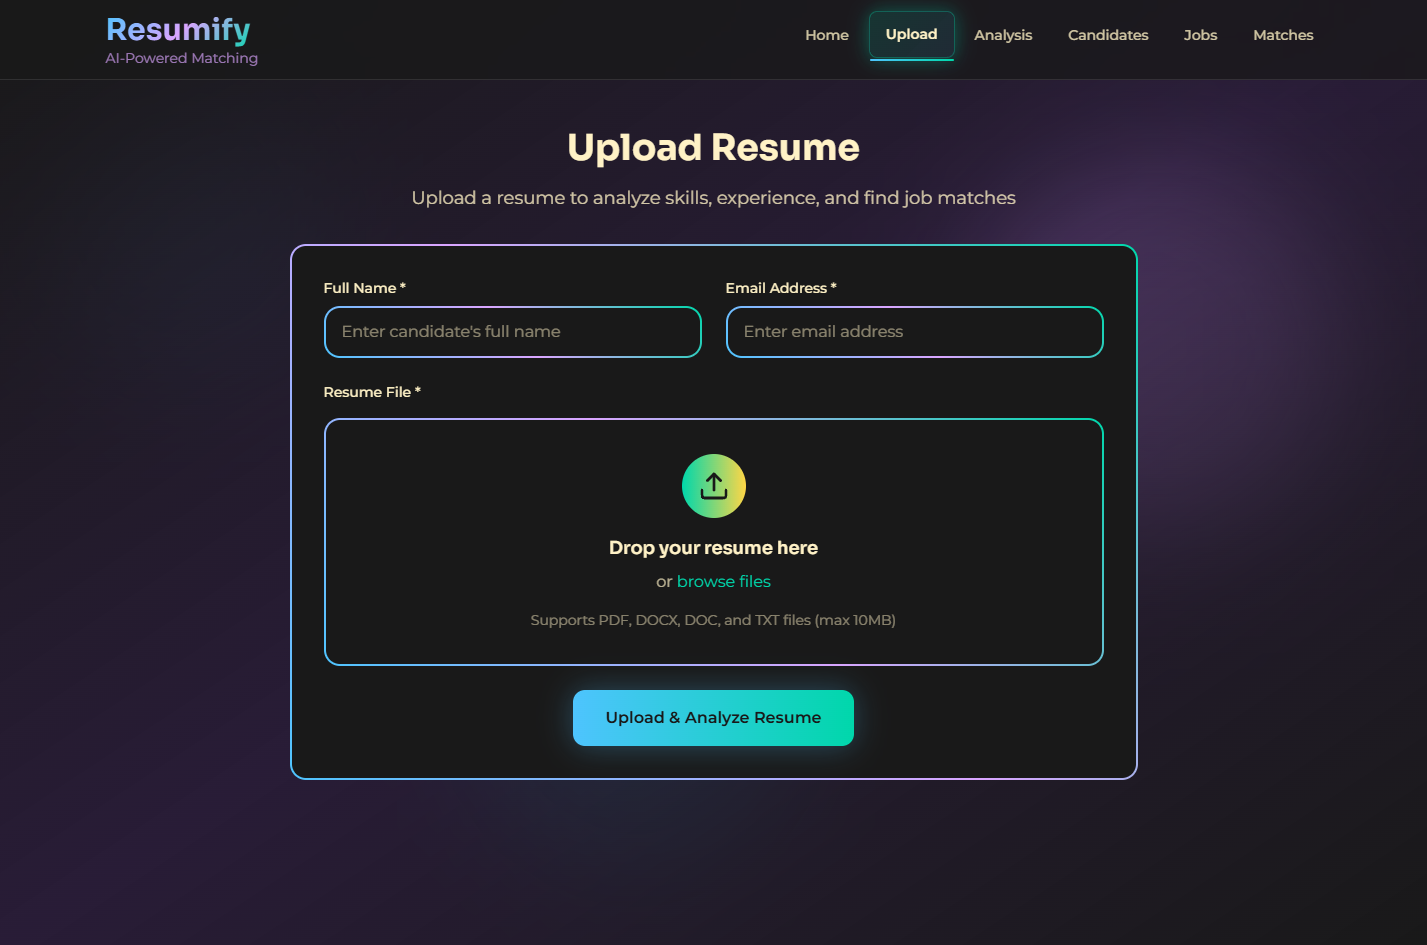 Resumify
AI-Powered Matching
Home Upload Analysis Candidates Jobs Matches
Upload Resume
Upload a resume to analyze skills, experience, and find job matches
Full Name * Email Address *
Enter candidate's full name Enter email address
Resume File *
Drop your resume here
or browse files
Supports PDF, DOCX, DOC, and TXT files (max 10MB)
Upload & Analyze Resume